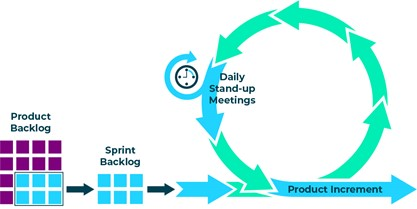 Daily
Stand-up
Meetings
Product
Backlog
Sprint
Backlog
Product Increment